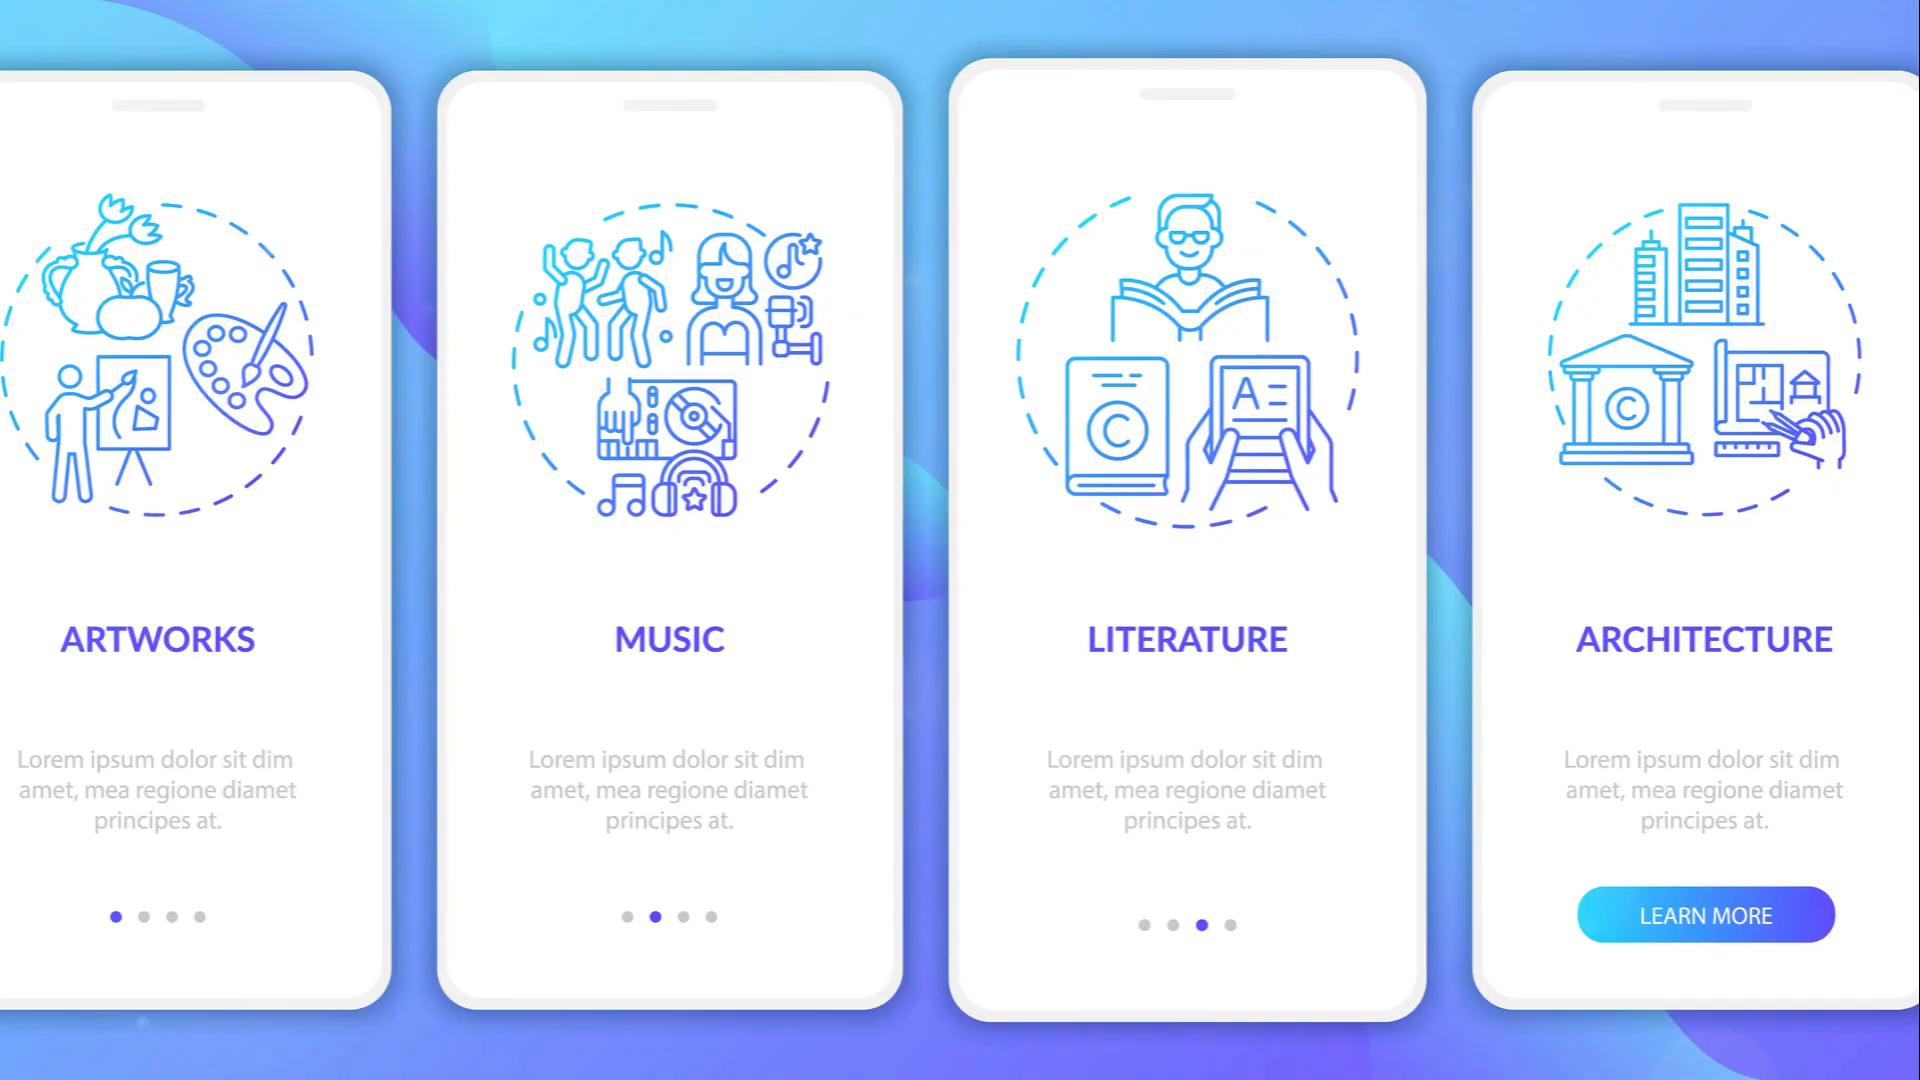 ARTWORKS
Lorem ipsum dolor sit dim
amet, mea regione diamet
principes at.
MUSIC
Lorem ipsum dolor sit dim
amet, mea regione diamet
principes at.
C
A
LITERATURE
Lorem ipsum dolor sit dim
amet, mea regione diamet
principes at.
C
ARCHITECTURE
Lorem ipsum dolor sit dim
amet, mea regione diamet
principes at.
LEARN MORE